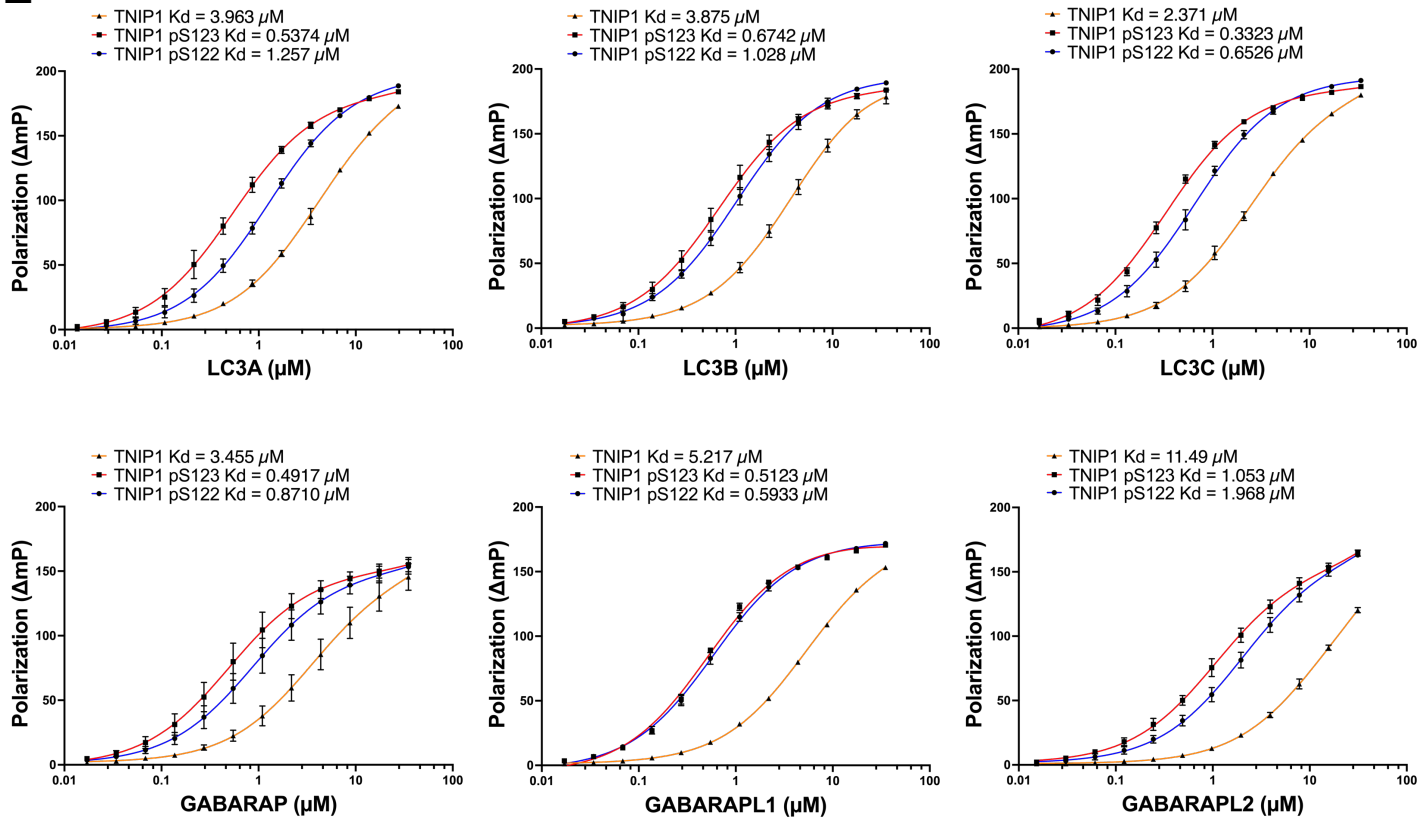 TNIP1 Kd = 3.963 µM
TNIP1 pS123 Kd = 0.5374 µM
TNIP1 pS122 Kd = 1.257 µM
200
150
100
50
0
Polarization (ΔmP)
0.01 0.1 1 10 100
LC3A (µM)
TNIP1 Kd = 3.875 µM
TNIP1 pS123 Kd = 0.6742 µM
TNIP1 pS122 Kd = 1.028 µM
200
150
100
50
0
Polarization (ΔmP)
0.01 0.1 1 10 100
LC3B (µM)
TNIP1 Kd = 2.371 µM
TNIP1 pS123 Kd = 0.3323 µM
TNIP1 pS122 Kd = 0.6526 µM
200
150
100
50
0
Polarization (ΔmP)
0.01 0.1 1 10 100
LC3C (µM)
TNIP1 Kd = 3.455 µM
TNIP1 pS123 Kd = 0.4917 µM
TNIP1 pS122 Kd = 0.8710 µM
200
150
100
50
0
Polarization (ΔmP)
0.01 0.1 1 10 100
GABARAP (µM)
TNIP1 Kd = 5.217 µM
TNIP1 pS123 Kd = 0.5123 µM
TNIP1 pS122 Kd = 0.5933 µM
200
150
100
50
0
Polarization (ΔmP)
0.01 0.1 1 10 100
GABARAPL1 (µM)
TNIP1 Kd = 11.49 µM
TNIP1 pS123 Kd = 1.053 µM
TNIP1 pS122 Kd = 1.968 µM
200
150
100
50
0
Polarization (ΔmP)
0.01 0.1 1 10 100
GABARAPL2 (µM)